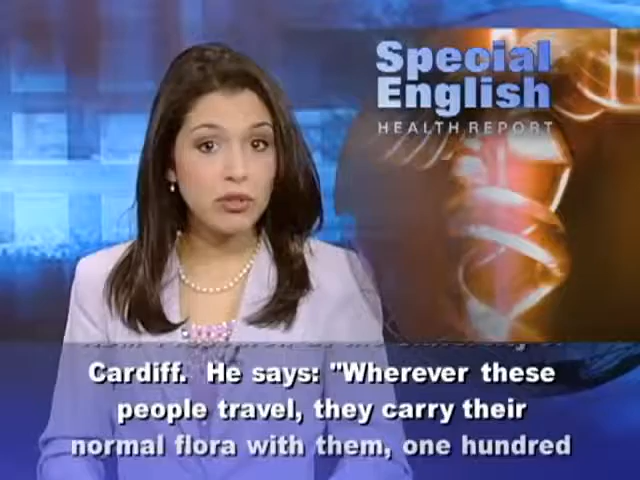 Special
English
HEALTH REPORT
Cardiff. He says: "Wherever these
people travel, they carry their
normal flora with them, one hundred